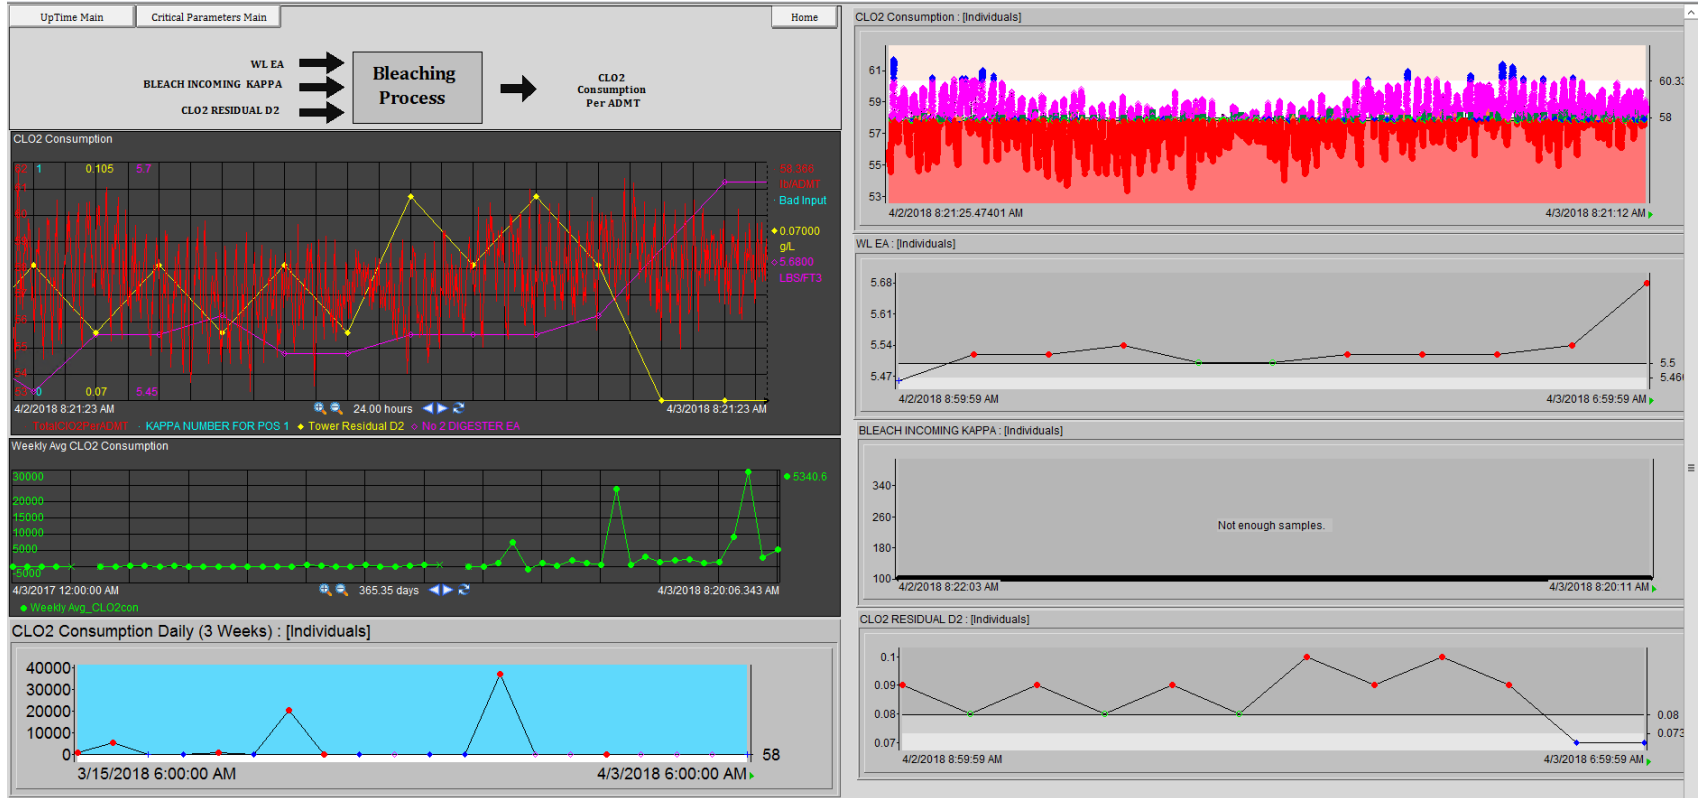 UpTime Main
Critical Parameters Main
Home
WL EA
BLEACH INCOMING KAPPA
CLO2 RESIDUAL D2
Bleaching
Process
CLO2
Consumption
Per ADMT
CLO2 Consumption
1
0.105
5.7
61
60
lb/ADMT
Bad Input
0.07000
g/L
5.6800
LBS/FT3
54
53
0
0.07
5.45
4/2/2018 8:21:23 AM
24.00 hours
4/3/2018 8:21:23 AM
TotalClO2PerADMT
KAPPA NUMBER FOR POS 1
Tower Residual D2
No 2 DIGESTER EA
Weekly Avg CLO2 Consumption
30000
20000
15000
10000
5000
-5000
5340.6
4/3/2017 12:00:00 AM
365.35 days
4/3/2018 8:20:06.343 AM
Weekly Avg_CLO2con
CLO2 Consumption Daily (3 Weeks) : [Individuals]
40000
30000
20000
10000
0
58
3/15/2018 6:00:00 AM
4/3/2018 6:00:00 AM
CLO2 Consumption : [Individuals]
61
59
57
55
53
60.33
58
4/2/2018 8:21:25.47401 AM
4/3/2018 8:21:12 AM
WL EA : [Individuals]
5.68
5.61
5.54
5.47
5.5
5.466
4/2/2018 8:59:59 AM
4/3/2018 6:59:59 AM
BLEACH INCOMING KAPPA : [Individuals]
340
260
180
100
Not enough samples.
4/2/2018 8:22:03 AM
4/3/2018 8:20:11 AM
CLO2 RESIDUAL D2 : [Individuals]
0.1
0.09
0.08
0.07
0.08
0.073
4/2/2018 8:59:59 AM
4/3/2018 6:59:59 AM